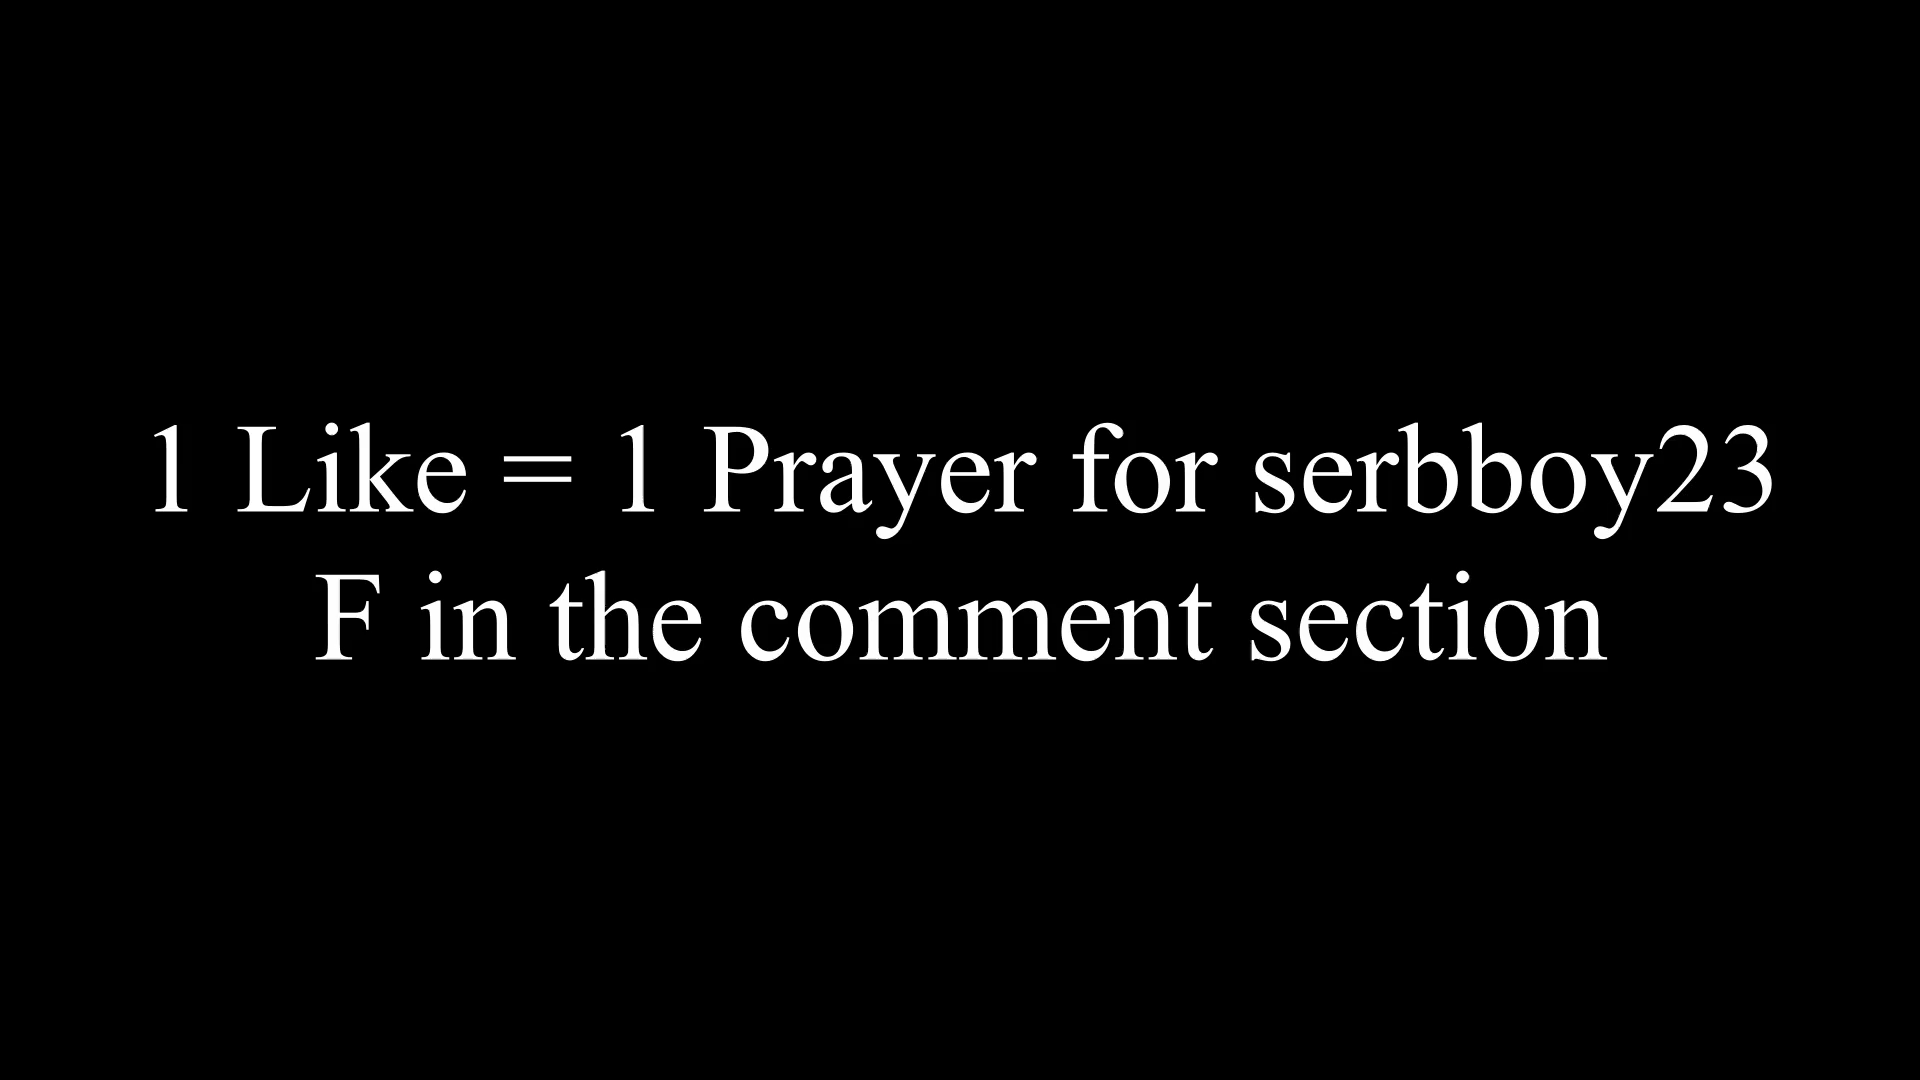 1 Like = 1 Prayer for serbboy23
F in the comment section